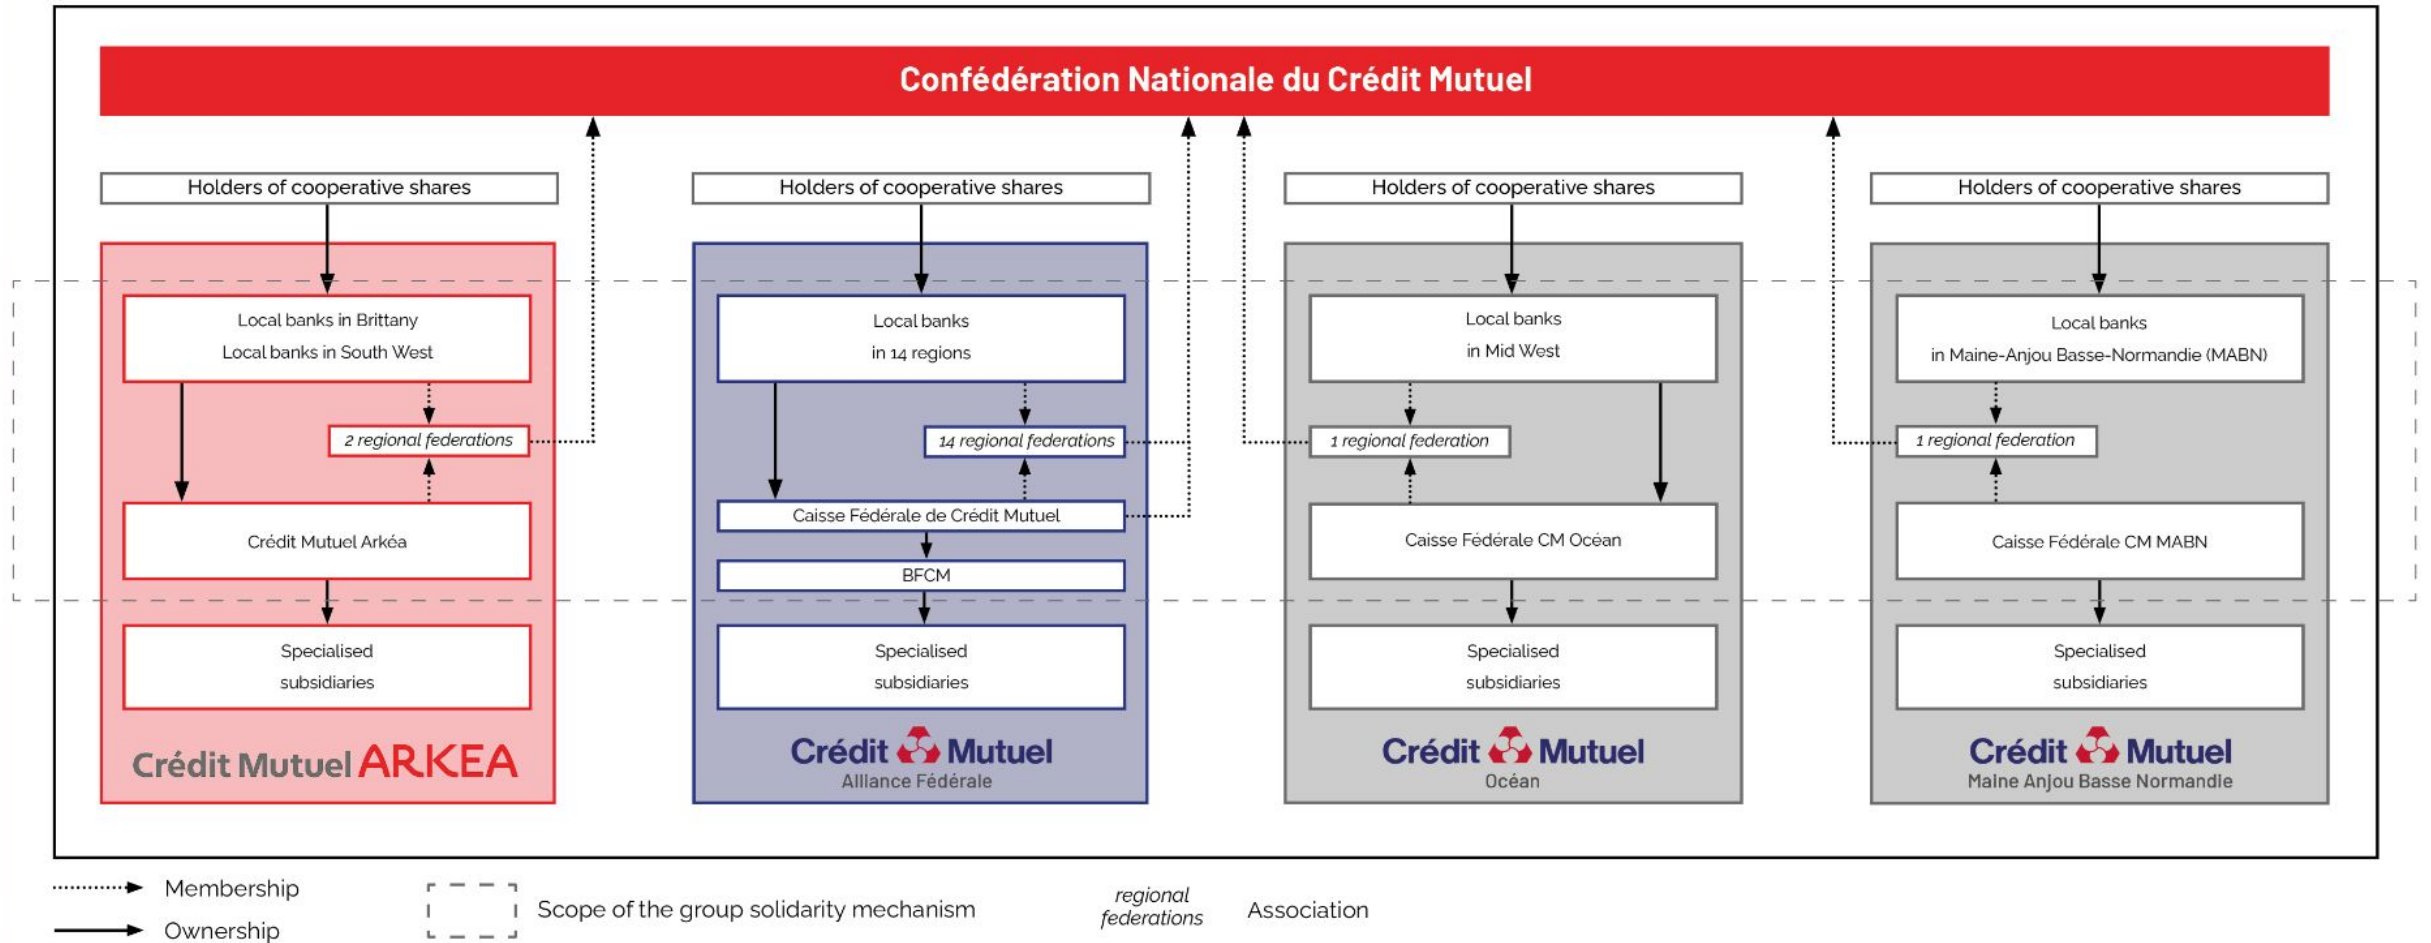 Confédération Nationale du Crédit Mutuel
Holders of cooperative shares
Local banks in Brittany
Local banks in South West
2 regional federations
Crédit Mutuel Arkéa
Specialised
subsidiaries
Crédit Mutuel ARKEA
Holders of cooperative shares
Local banks
in 14 regions
14 regional federations
Caisse Fédérale de Crédit Mutuel
BFCM
Specialised
subsidiaries
Crédit Mutuel
Alliance Fédérale
Holders of cooperative shares
Local banks
in Mid West
1 regional federation
Caisse Fédérale CM Océan
Specialised
subsidiaries
Crédit Mutuel
Océan
Holders of cooperative shares
Local banks
in Maine-Anjou Basse-Normandie (MABN)
1 regional federation
Caisse Fédérale CM MABN
Specialised
subsidiaries
Crédit Mutuel
Maine Anjou Basse Normandie
Membership
Ownership
Scope of the group solidarity mechanism
regional
federations
Association